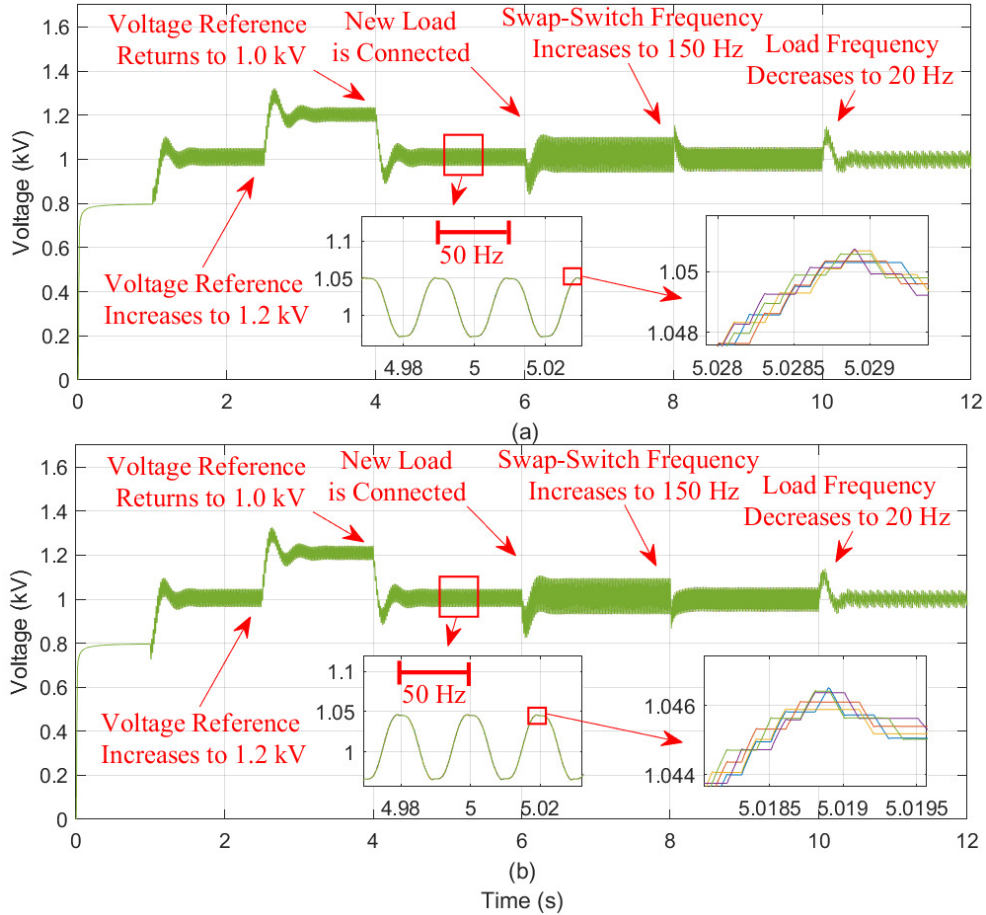 1.6
1.4
1.2
1
0.8
0.6
0.4
0.2
0
Voltage (kV)
Voltage Reference
Returns to 1.0 kV
New Load
is Connected
Swap-Switch Frequency
Increases to 150 Hz
Load Frequency
Decreases to 20 Hz
Voltage Reference
Increases to 1.2 kV
1.1
1.05
1
50 Hz
4.98 5 5.02
1.05
1.048
5.028 5.0285 5.029
0 2 4 6 8 10 12
(a)
1.6
1.4
1.2
1
0.8
0.6
0.4
0.2
0
Voltage (kV)
Voltage Reference
Returns to 1.0 kV
New Load
is Connected
Swap-Switch Frequency
Increases to 150 Hz
Load Frequency
Decreases to 20 Hz
Voltage Reference
Increases to 1.2 kV
1.1
1.05
1
50 Hz
4.98 5 5.02
1.046
1.044
5.0185 5.019 5.0195
0 2 4 6 8 10 12
(b)
Time (s)